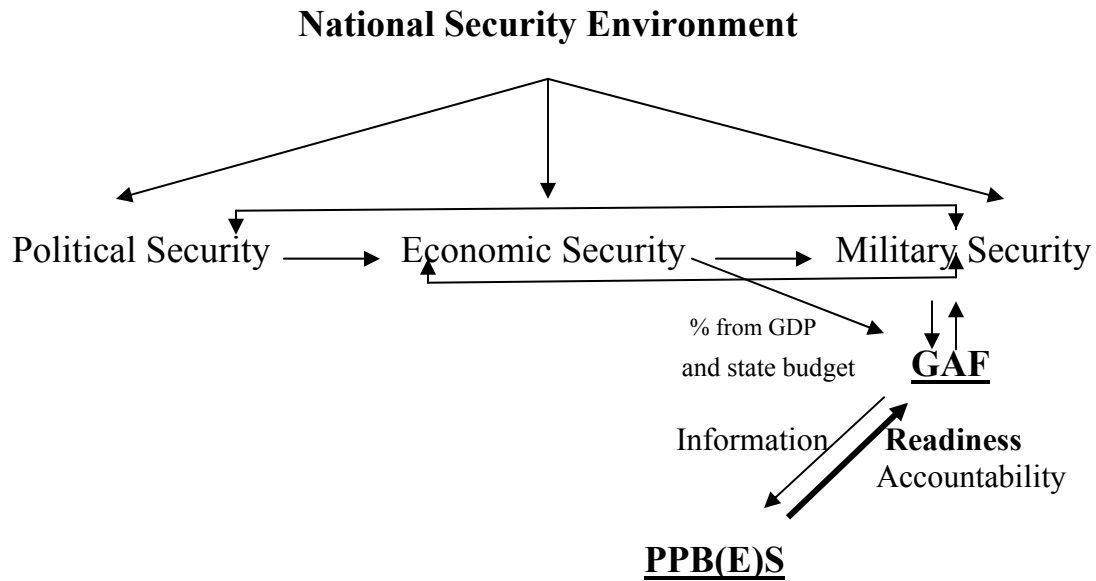 National Security Environment
Political Security
Economic Security
Military Security
% from GDP
and state budget
GAF
Information
Readiness
Accountability
PPB(E)S